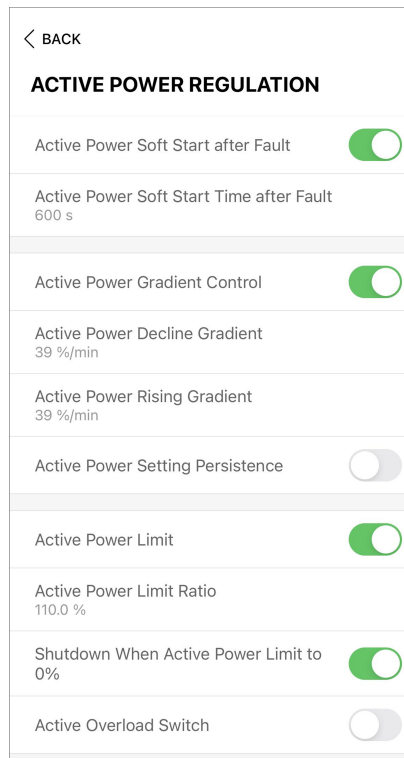 BACK
ACTIVE POWER REGULATION
Active Power Soft Start after Fault
Active Power Soft Start Time after Fault
600 s
Active Power Gradient Control
Active Power Decline Gradient
39 %/min
Active Power Rising Gradient
39 %/min
Active Power Setting Persistence
Active Power Limit
Active Power Limit Ratio
110.0 %
Shutdown When Active Power Limit to
0%
Active Overload Switch